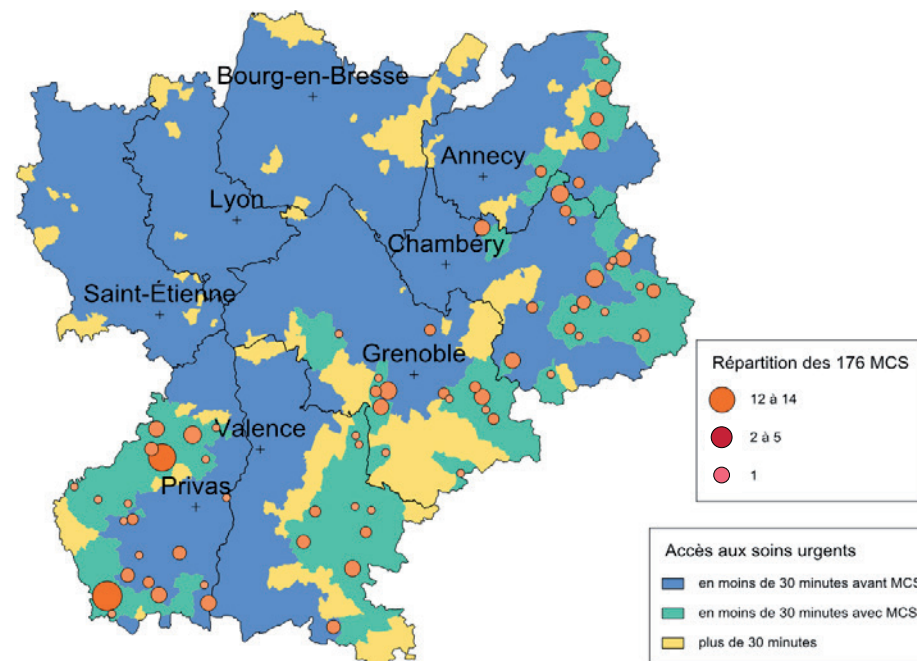 Bourg-en-Bresse
Annecy
Lyon
Chambéry
Saint-Étienne
Grenoble
Valence
Privas
Répartition des 176 MCS
12 à 14
2 à 5
1
Accès aux soins urgents
en moins de 30 minutes avant MCS
en moins de 30 minutes avec MCS
plus de 30 minutes